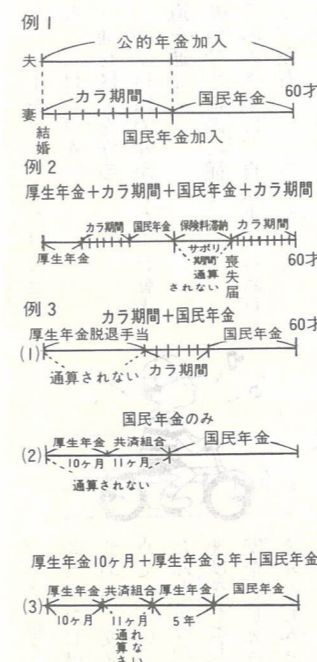 例1
公的年金加入
夫
カラ期間 国民年金 60才
妻
結婚 国民年金加入
例2
厚生年金+カラ期間+国民年金+カラ期間
カラ期間 国民年金 保険料滞納 カラ期間
厚生年金 サボリ期間 通算されない 喪失届 60才
例3
カラ期間+国民年金
厚生年金脱退手当 国民年金 60才
(1)
通算されない カラ期間
国民年金のみ
厚生年金 共済組合 国民年金
(2) 10ヶ月 11ヶ月
通算されない
厚生年金10ヶ月+厚生年金5年+国民年金
厚生年金 共済組合 厚生年金 国民年金
(3) 10ヶ月 11ヶ月 5年
通算されない